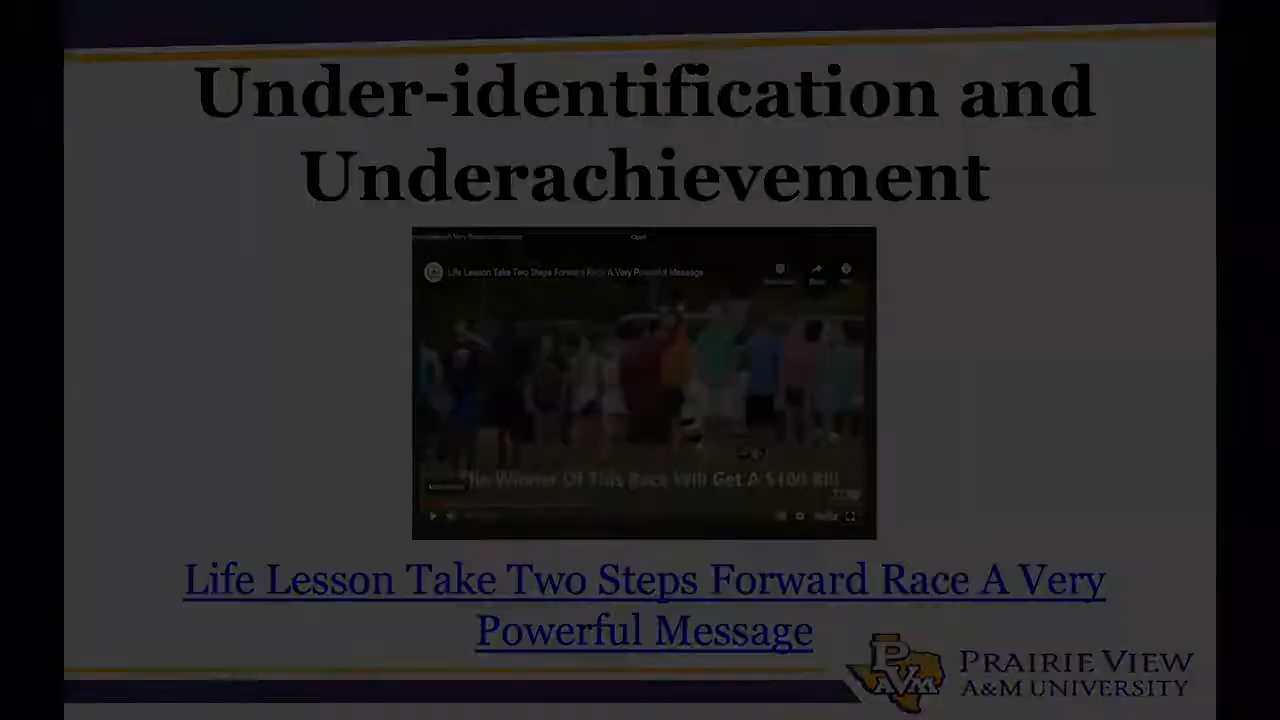 Under-identification and
Underachievement
Life Lesson Take Two Steps Forward Race A Very Powerful Message
The Winner Of This Race Will Get A $100 Bill
Life Lesson Take Two Steps Forward Race A Very
Powerful Message
PVAM
PRAIRIE VIEW
A&M UNIVERSITY